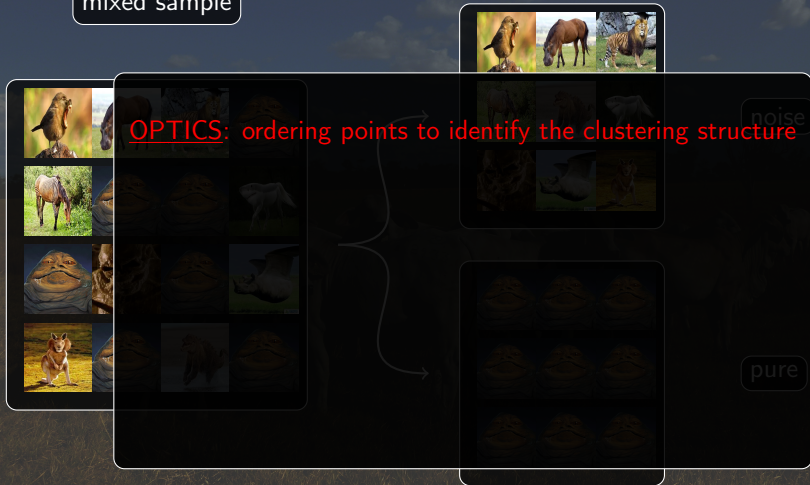 mixed sample
noise
OPTICS: ordering points to identify the clustering structure
pure